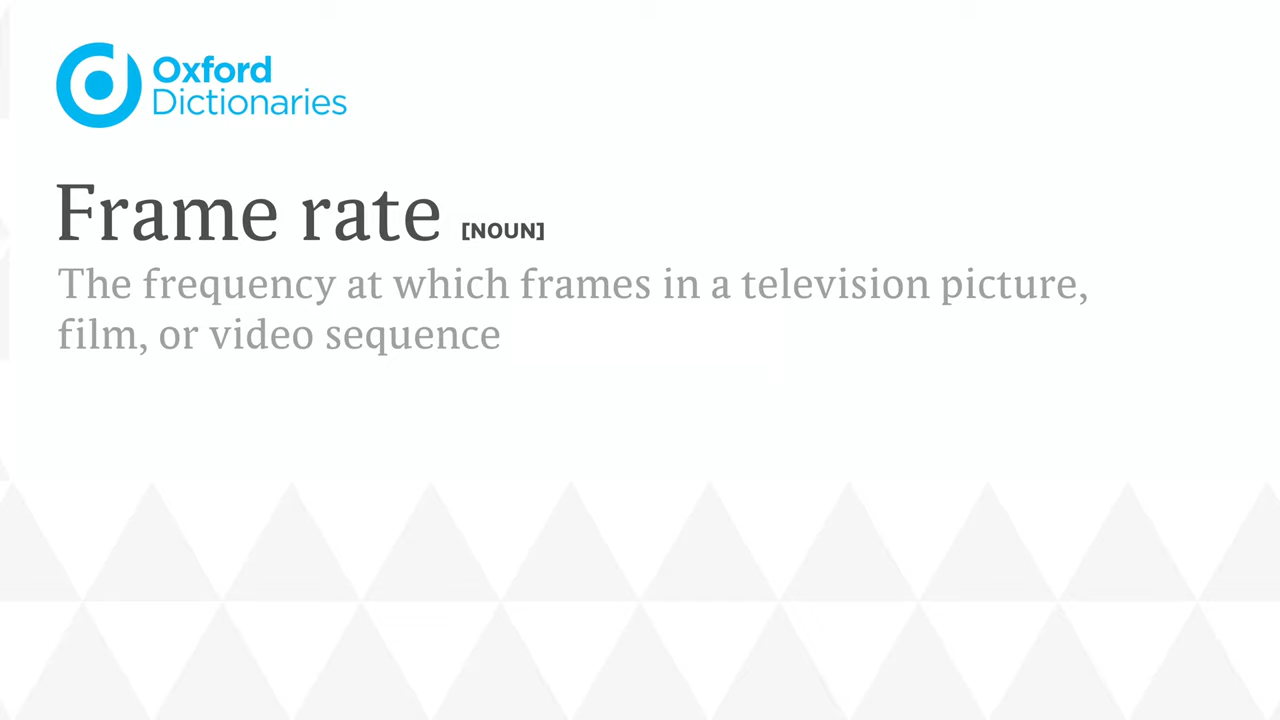 Oxford
Dictionaries
Frame rate [NOUN]
The frequency at which frames in a television picture,
film, or video sequence